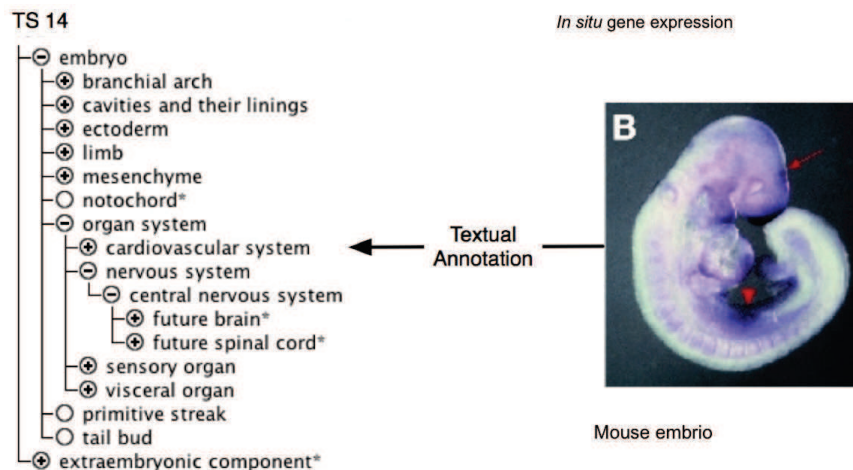 TS 14
In situ gene expression
embryo
branchial arch
cavities and their linings
ectoderm
limb
mesenchyme
notochord*
organ system
cardiovascular system
nervous system
central nervous system
future brain*
future spinal cord*
sensory organ
visceral organ
primitive streak
tail bud
extraembryonic component*
Textual
Annotation
B
Mouse embrio